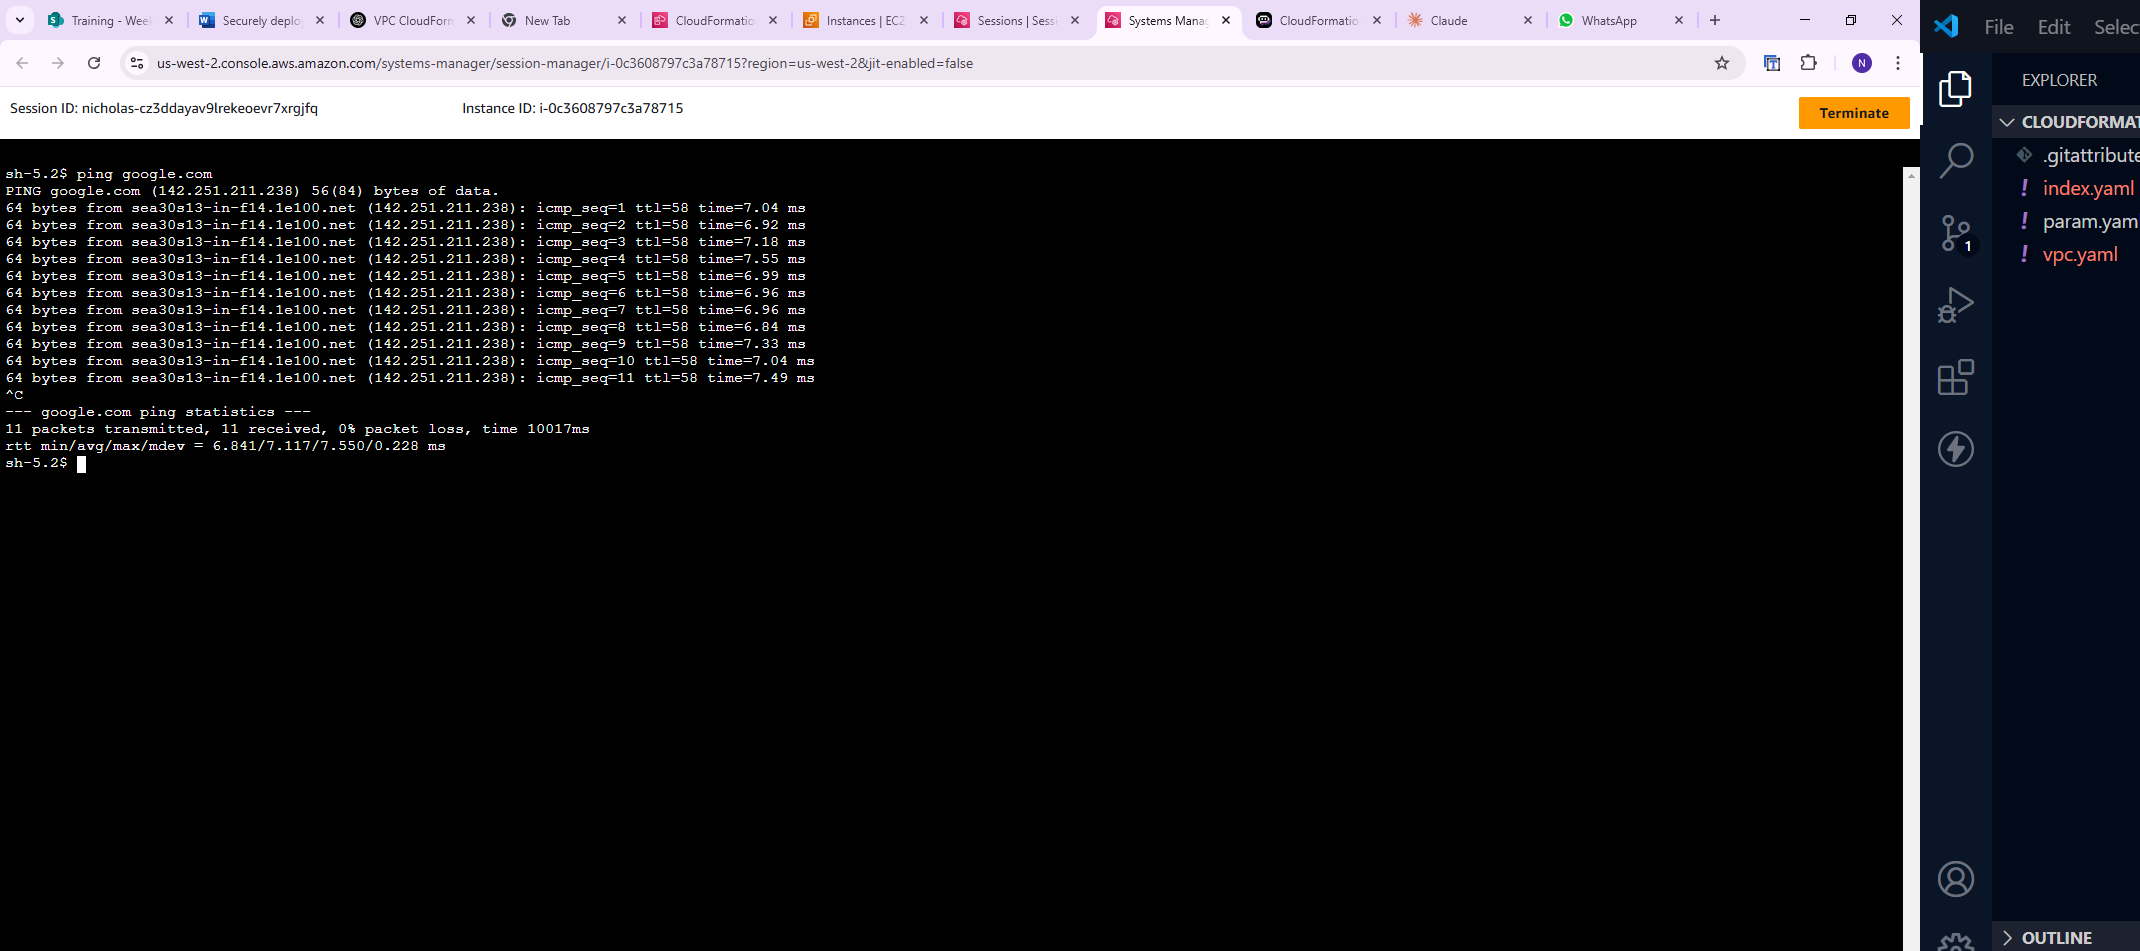 Training - Week
Securely deplo
VPC CloudForm
New Tab
CloudFormatio
Instances | EC2
Sessions | Sessi
Systems Manag
CloudFormatio
Claude
WhatsApp
us-west-2.console.aws.amazon.com/systems-manager/session-manager/i-0c3608797c3a78715?region=us-west-2&jit-enabled=false
N
Session ID: nicholas-cz3ddayav9lrekeoevr7xrgjfq
Instance ID: i-0c3608797c3a78715
Terminate
sh-5.2$ ping google.com
PING google.com (142.251.211.238) 56(84) bytes of data.
64 bytes from sea30s13-in-f14.1e100.net (142.251.211.238): icmp_seq=1 ttl=58 time=7.04 ms
64 bytes from sea30s13-in-f14.1e100.net (142.251.211.238): icmp_seq=2 ttl=58 time=6.92 ms
64 bytes from sea30s13-in-f14.1e100.net (142.251.211.238): icmp_seq=3 ttl=58 time=7.18 ms
64 bytes from sea30s13-in-f14.1e100.net (142.251.211.238): icmp_seq=4 ttl=58 time=7.55 ms
64 bytes from sea30s13-in-f14.1e100.net (142.251.211.238): icmp_seq=5 ttl=58 time=6.99 ms
64 bytes from sea30s13-in-f14.1e100.net (142.251.211.238): icmp_seq=6 ttl=58 time=6.96 ms
64 bytes from sea30s13-in-f14.1e100.net (142.251.211.238): icmp_seq=7 ttl=58 time=6.96 ms
64 bytes from sea30s13-in-f14.1e100.net (142.251.211.238): icmp_seq=8 ttl=58 time=6.84 ms
64 bytes from sea30s13-in-f14.1e100.net (142.251.211.238): icmp_seq=9 ttl=58 time=7.33 ms
64 bytes from sea30s13-in-f14.1e100.net (142.251.211.238): icmp_seq=10 ttl=58 time=7.04 ms
64 bytes from sea30s13-in-f14.1e100.net (142.251.211.238): icmp_seq=11 ttl=58 time=7.49 ms
^C
--- google.com ping statistics ---
11 packets transmitted, 11 received, 0% packet loss, time 10017ms
rtt min/avg/max/mdev = 6.841/7.117/7.550/0.228 ms
sh-5.2$
File Edit Selec
EXPLORER
CLOUDFORMAT
.gitattribute
! index.yaml
! param.yam
! vpc.yaml
1
OUTLINE